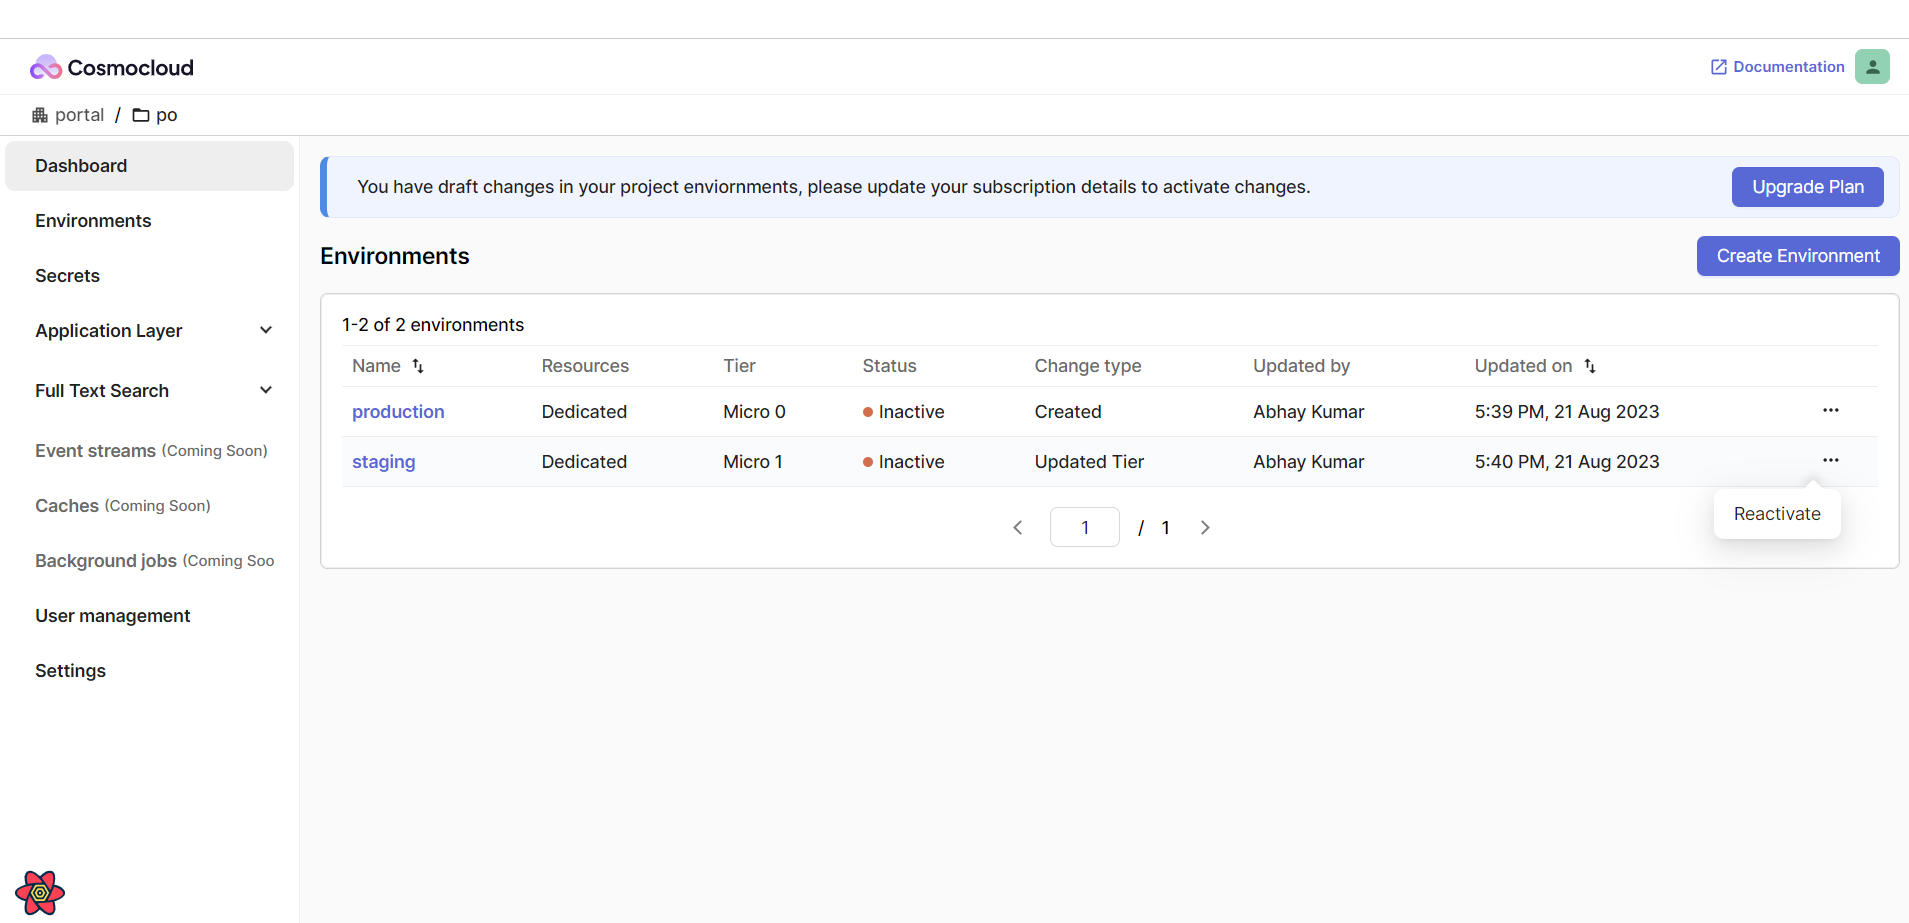 Cosmocloud
Documentation
portal / po
Dashboard
Environments
Secrets
Application Layer
Full Text Search
Event streams (Coming Soon)
Caches (Coming Soon)
Background jobs (Coming Soo
User management
Settings
You have draft changes in your project enviornments, please update your subscription details to activate changes.
Upgrade Plan
Environments
Create Environment
1-2 of 2 environments
Name Resources Tier Status Change type Updated by Updated on
production Dedicated Micro 0 Inactive Created Abhay Kumar 5:39 PM, 21 Aug 2023
staging Dedicated Micro 1 Inactive Updated Tier Abhay Kumar 5:40 PM, 21 Aug 2023
Reactivate
1 / 1